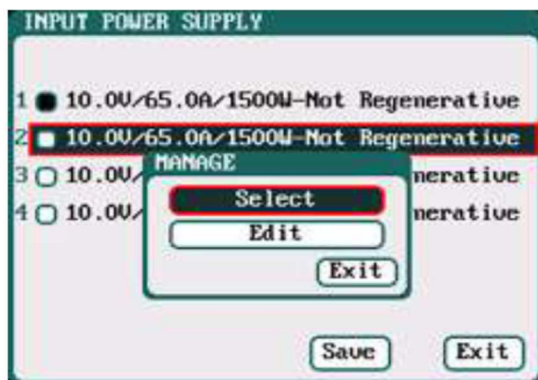 INPUT POWER SUPPLY
1 10.0V/65.0A/1500W-Not Regenerative
2 10.0V/65.0A/1500W-Not Regenerative
MANAGE
3 10.0V/ nerative
Select
4 10.0V/ nerative
Edit
Exit
Save Exit